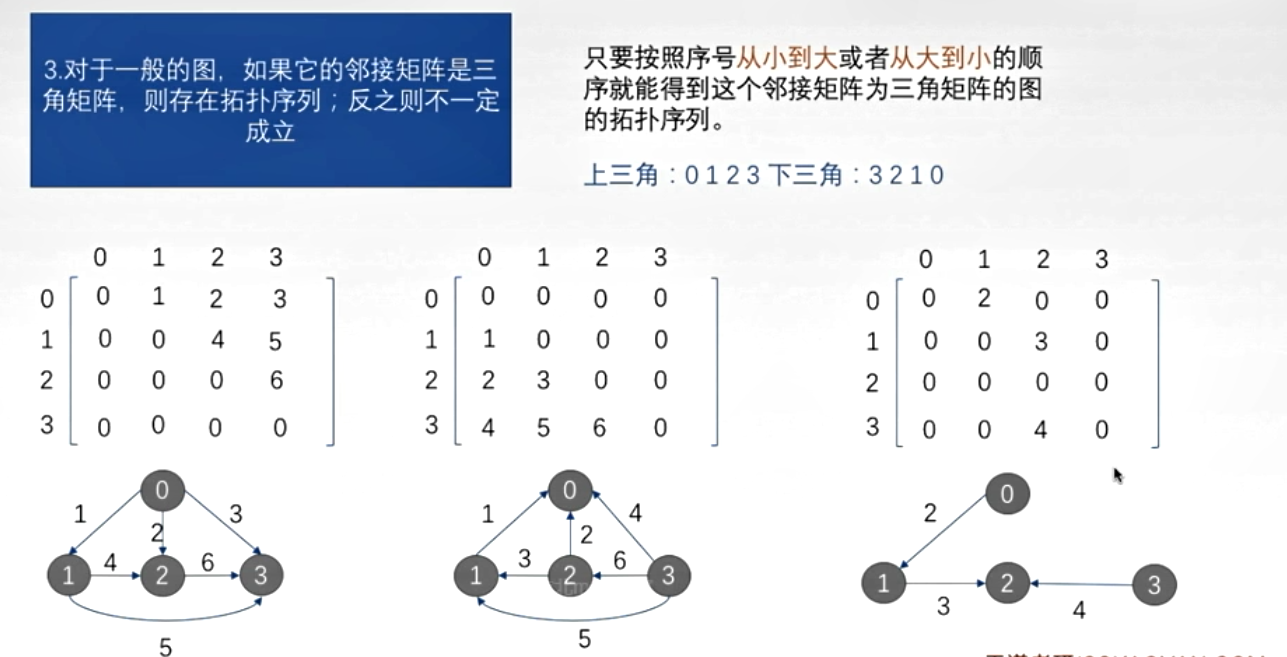 3.对于一般的图，如果它的邻接矩阵是三
角矩阵，则存在拓扑序列；反之则不一定
成立
只要按照序号从小到大或者从大到小的顺
序就能得到这个邻接矩阵为三角矩阵的图
的拓扑序列。
上三角：0 1 2 3 下三角：3 2 1 0
0 1 2 3
0 0 1 2 3
1 0 0 4 5
2 0 0 0 6
3 0 0 0 0
0 1 2 3
0 0 0 0 0
1 1 0 0 0
2 2 3 0 0
3 4 5 6 0
0 1 2 3
0 0 2 0 0
1 0 0 3 0
2 0 0 0 0
3 0 0 4 0
0
1 2 3
1 4 2 6 3
5
0
1 2 4
1 3 2 6 3
5
0
2
1 2 3
3 4